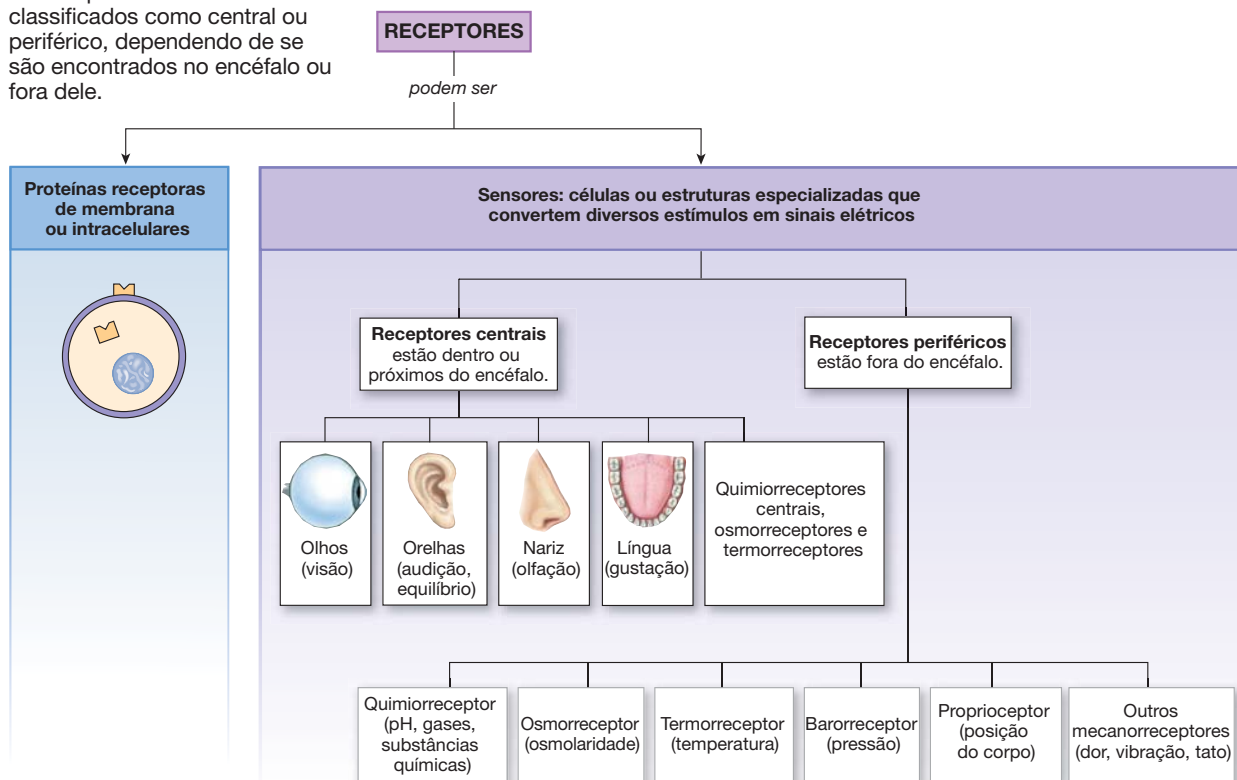 classificados como central ou
periférico, dependendo de se
são encontrados no encéfalo ou
fora dele.
RECEPTORES
podem ser
Proteínas receptoras
de membrana
ou intracelulares
Sensores: células ou estruturas especializadas que
convertem diversos estímulos em sinais elétricos
Receptores centrais
estão dentro ou
próximos do encéfalo.
Receptores periféricos
estão fora do encéfalo.
Olhos
(visão)
Orelhas
(audição,
equilíbrio)
Nariz
(olfação)
Língua
(gustação)
Quimiorreceptores
centrais,
osmorreceptores e
termorreceptores
Quimiorreceptor
(pH, gases,
substâncias
químicas)
Osmorreceptor
(osmolaridade)
Termorreceptor
(temperatura)
Barorreceptor
(pressão)
Proprioceptor
(posição
do corpo)
Outros
mecanorreceptores
(dor, vibração, tato)